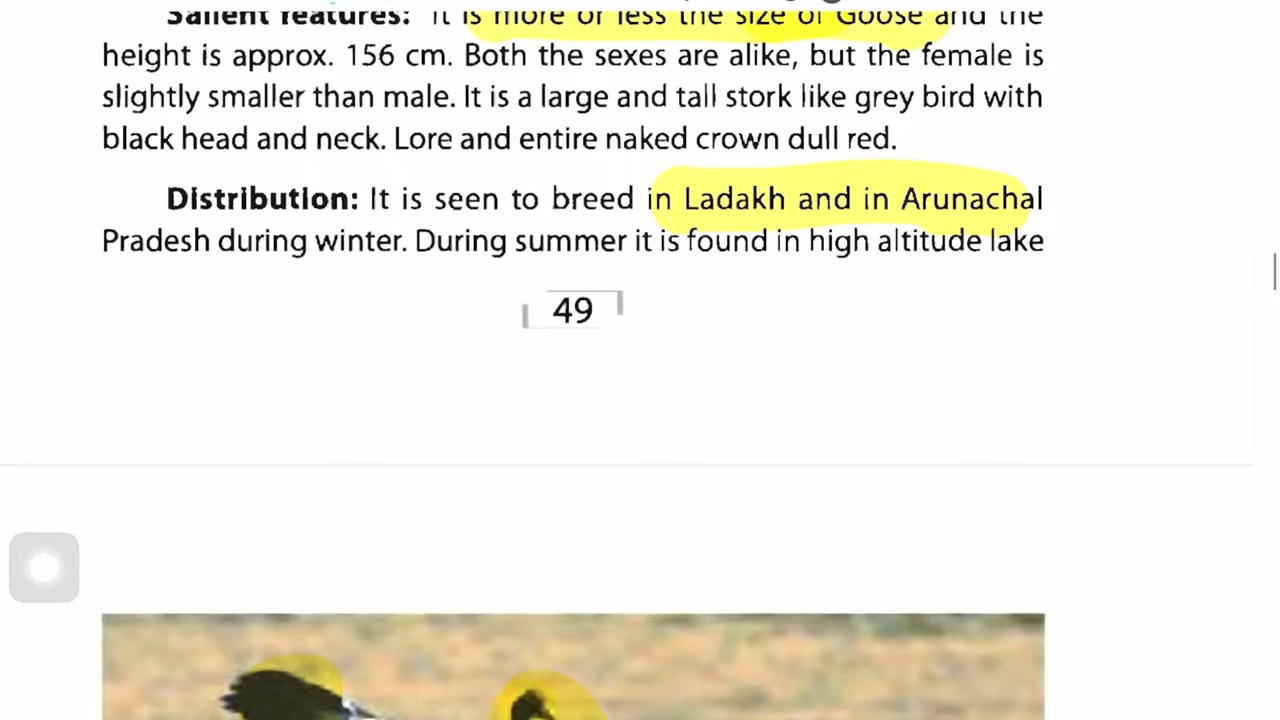 Salient features: It is more or less the size of Goose and the
height is approx. 156 cm. Both the sexes are alike, but the female is
slightly smaller than male. It is a large and tall stork like grey bird with
black head and neck. Lore and entire naked crown dull red.
Distribution: It is seen to breed in Ladakh and in Arunachal
Pradesh during winter. During summer it is found in high altitude lake
49